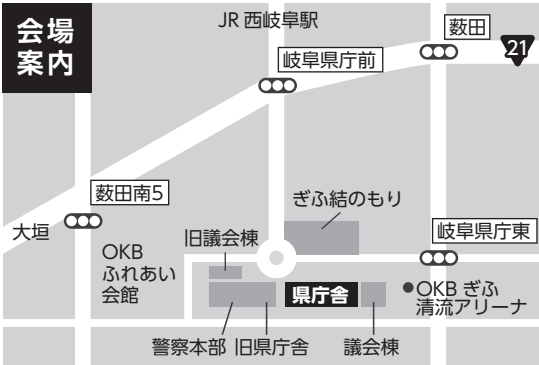 会場
案内
JR 西岐阜駅
薮田
21
岐阜県庁前
薮田南5
ぎふ結のもり
大垣
旧議会棟
岐阜県庁東
OKB
ふれあい
会館
県庁舎
OKB ぎふ
清流アリーナ
警察本部
旧県庁舎
議会棟